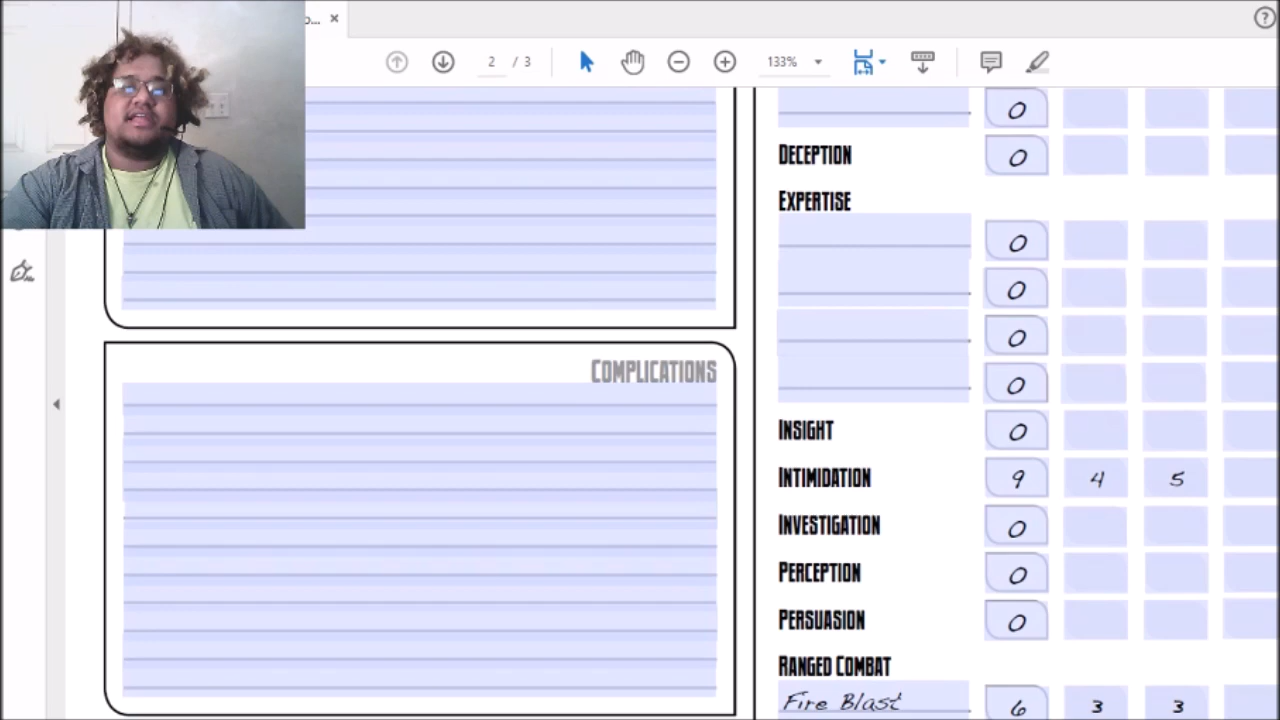 o...
2 / 3
133%
0
DECEPTION 0
EXPERTISE
0
0
0
0
COMPLICATIONS
INSIGHT 0
INTIMIDATION 9 4 5
INVESTIGATION 0
PERCEPTION 0
PERSUASION 0
RANGED COMBAT
Fire Blast 6 3 3